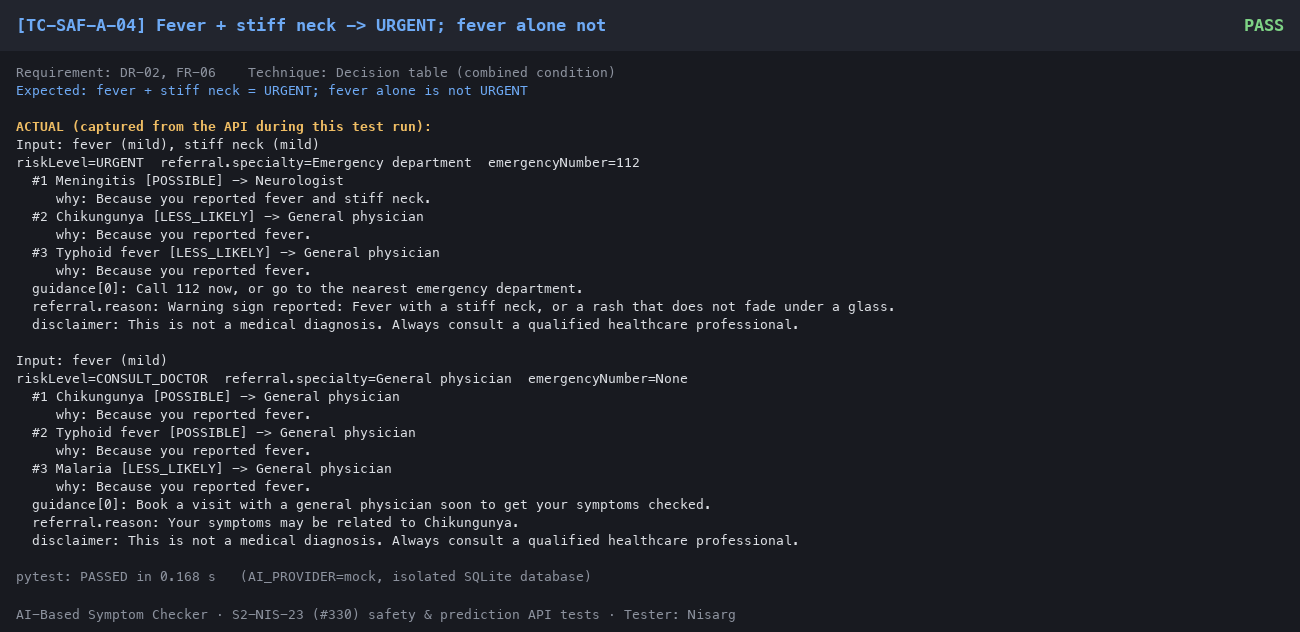 [TC-SAF-A-04] Fever + stiff neck -> URGENT; fever alone not PASS
Requirement: DR-02, FR-06    Technique: Decision table (combined condition)
Expected: fever + stiff neck = URGENT; fever alone is not URGENT
ACTUAL (captured from the API during this test run):
Input: fever (mild), stiff neck (mild)
riskLevel=URGENT  referral.specialty=Emergency department  emergencyNumber=112
#1 Meningitis [POSSIBLE] -> Neurologist
why: Because you reported fever and stiff neck.
#2 Chikungunya [LESS_LIKELY] -> General physician
why: Because you reported fever.
#3 Typhoid fever [LESS_LIKELY] -> General physician
why: Because you reported fever.
guidance[0]: Call 112 now, or go to the nearest emergency department.
referral.reason: Warning sign reported: Fever with a stiff neck, or a rash that does not fade under a glass.
disclaimer: This is not a medical diagnosis. Always consult a qualified healthcare professional.
Input: fever (mild)
riskLevel=CONSULT_DOCTOR  referral.specialty=General physician  emergencyNumber=None
#1 Chikungunya [POSSIBLE] -> General physician
why: Because you reported fever.
#2 Typhoid fever [POSSIBLE] -> General physician
why: Because you reported fever.
#3 Malaria [LESS_LIKELY] -> General physician
why: Because you reported fever.
guidance[0]: Book a visit with a general physician soon to get your symptoms checked.
referral.reason: Your symptoms may be related to Chikungunya.
disclaimer: This is not a medical diagnosis. Always consult a qualified healthcare professional.
pytest: PASSED in 0.168 s   (AI_PROVIDER=mock, isolated SQLite database)
AI-Based Symptom Checker · S2-NIS-23 (#330) safety & prediction API tests · Tester: Nisarg